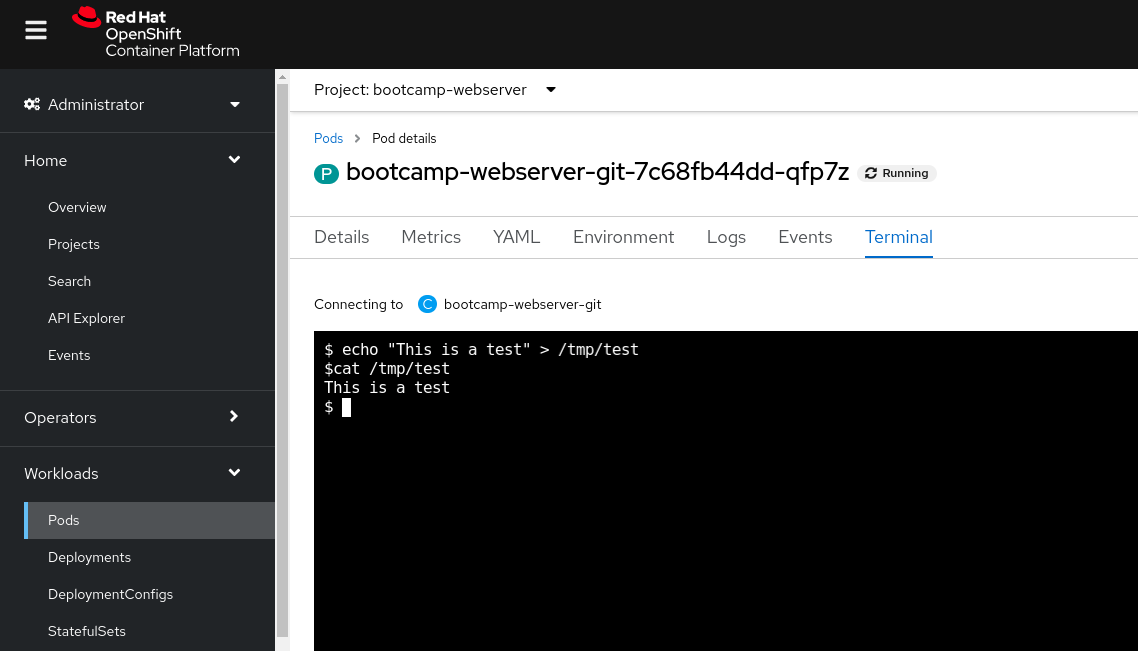 Red Hat
OpenShift
Container Platform
Administrator
Home
Overview
Projects
Search
API Explorer
Events
Operators
Workloads
Pods
Deployments
DeploymentConfigs
StatefulSets
Project: bootcamp-webserver
Pods > Pod details
P bootcamp-webserver-git-7c68fb44dd-qfp7z Running
Details Metrics YAML Environment Logs Events Terminal
Connecting to C bootcamp-webserver-git
$ echo "This is a test" > /tmp/test
$cat /tmp/test
This is a test
$